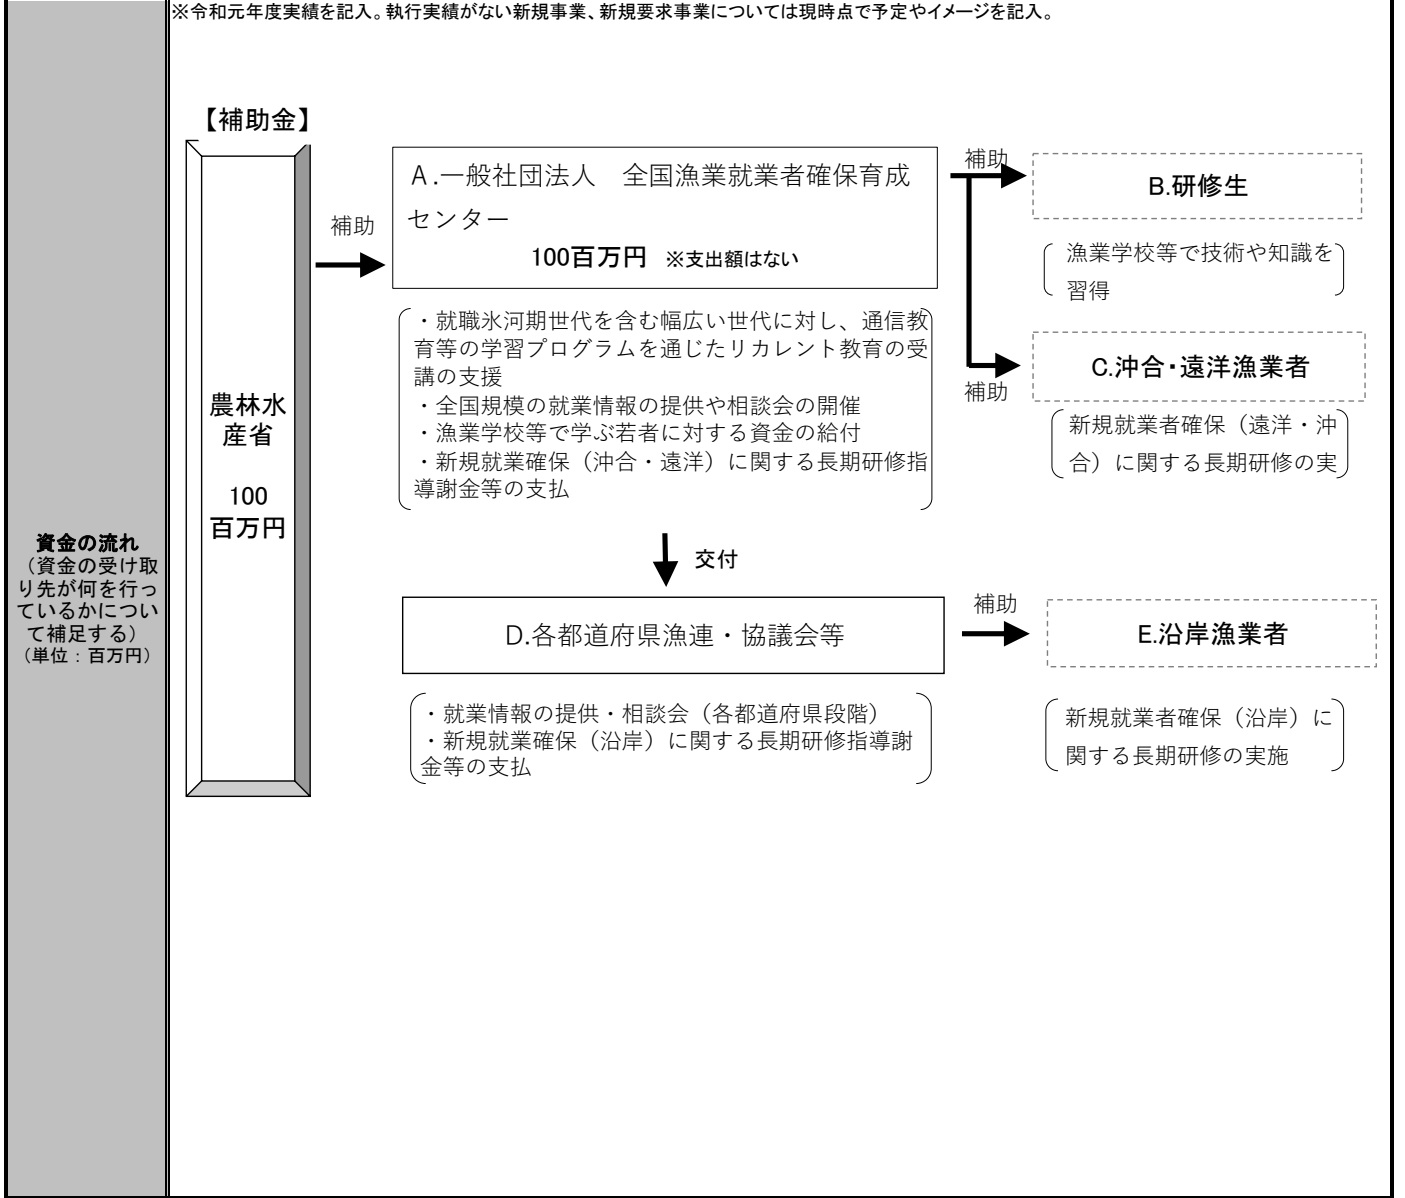 ※令和元年度実績を記入。執行実績がない新規事業、新規要求事業については現時点で予定やイメージを記入。
資金の流れ
（資金の受け取
り先が何を行っ
ているかについ
て補足する）
（単位：百万円）
【補助金】
農林水
産省
100
百万円
補助
A.一般社団法人　全国漁業就業者確保育成
センター
100百万円　※支出額はない
・就職氷河期世代を含む幅広い世代に対し、通信教
育等の学習プログラムを通じたリカレント教育の受
講の支援
・全国規模の就業情報の提供や相談会の開催
・漁業学校等で学ぶ若者に対する資金の給付
・新規就業確保（沖合・遠洋）に関する長期研修指
導謝金等の支払
補助
B.研修生
漁業学校等で技術や知識を
習得
補助
C.沖合・遠洋漁業者
新規就業者確保（遠洋・沖
合）に関する長期研修の実
交付
D.各都道府県漁連・協議会等
・就業情報の提供・相談会（各都道府県段階）
・新規就業確保（沿岸）に関する長期研修指導謝
金等の支払
補助
E.沿岸漁業者
新規就業者確保（沿岸）に
関する長期研修の実施